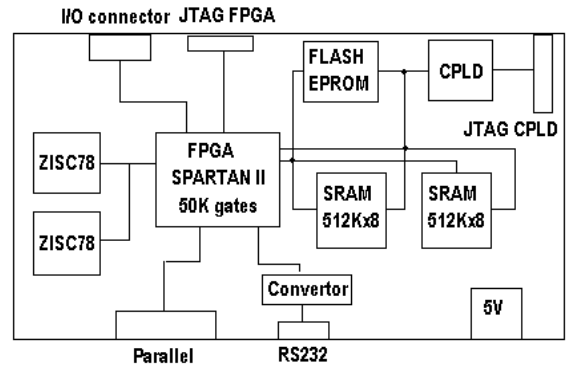 I/O connector JTAG FPGA
FLASH
EPROM
CPLD
JTAG CPLD
ZISC78
FPGA
SPARTAN II
50K gates
ZISC78
SRAM
512Kx8
SRAM
512Kx8
Convertor
5V
Parallel
RS232